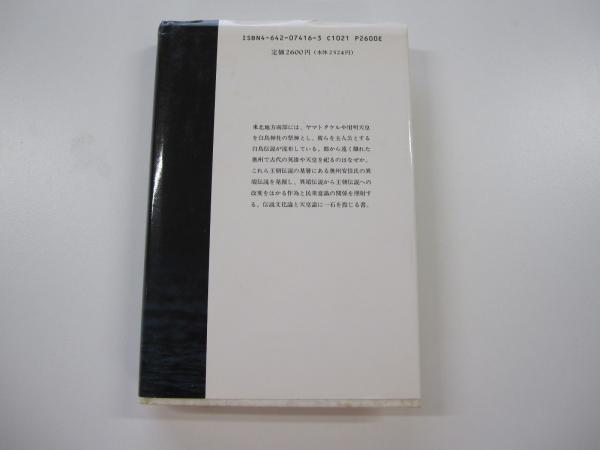 ISBN4-642-07416-3 C1021 P2600E
定価2600円(本体2524円)
東北地方南部には、ヤマトタケルや用明天皇
を白鳥神社の祭神とし、彼らを主人公とする
白鳥伝説が流布している。都から遠く離れた
奥州で古代の英雄や天皇を祀るのはなぜか。
これら王朝伝説の基層にある奥州安倍氏の異
端伝説を発掘し、異端伝説から王朝伝説への
改変をはかる作為と民衆意識の関係を照射す
る。伝説文化論と天皇論に一石を投じる書。